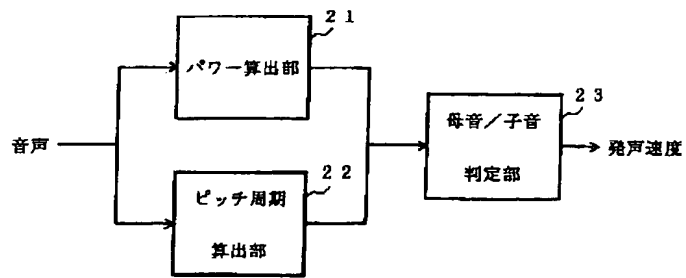 21
パワー算出部
音声
22
ピッチ周期
算出部
23
母音／子音
判定部
発声速度